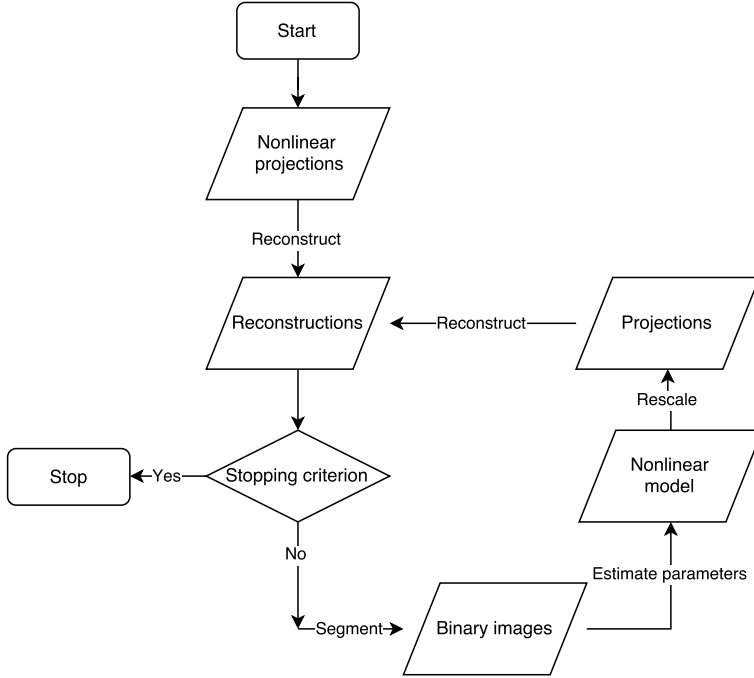 Start
Nonlinear
projections
Reconstruct
Reconstructions
Reconstruct
Projections
Rescale
Stop
Yes
Stopping criterion
Nonlinear
model
No
Estimate parameters
Segment
Binary images